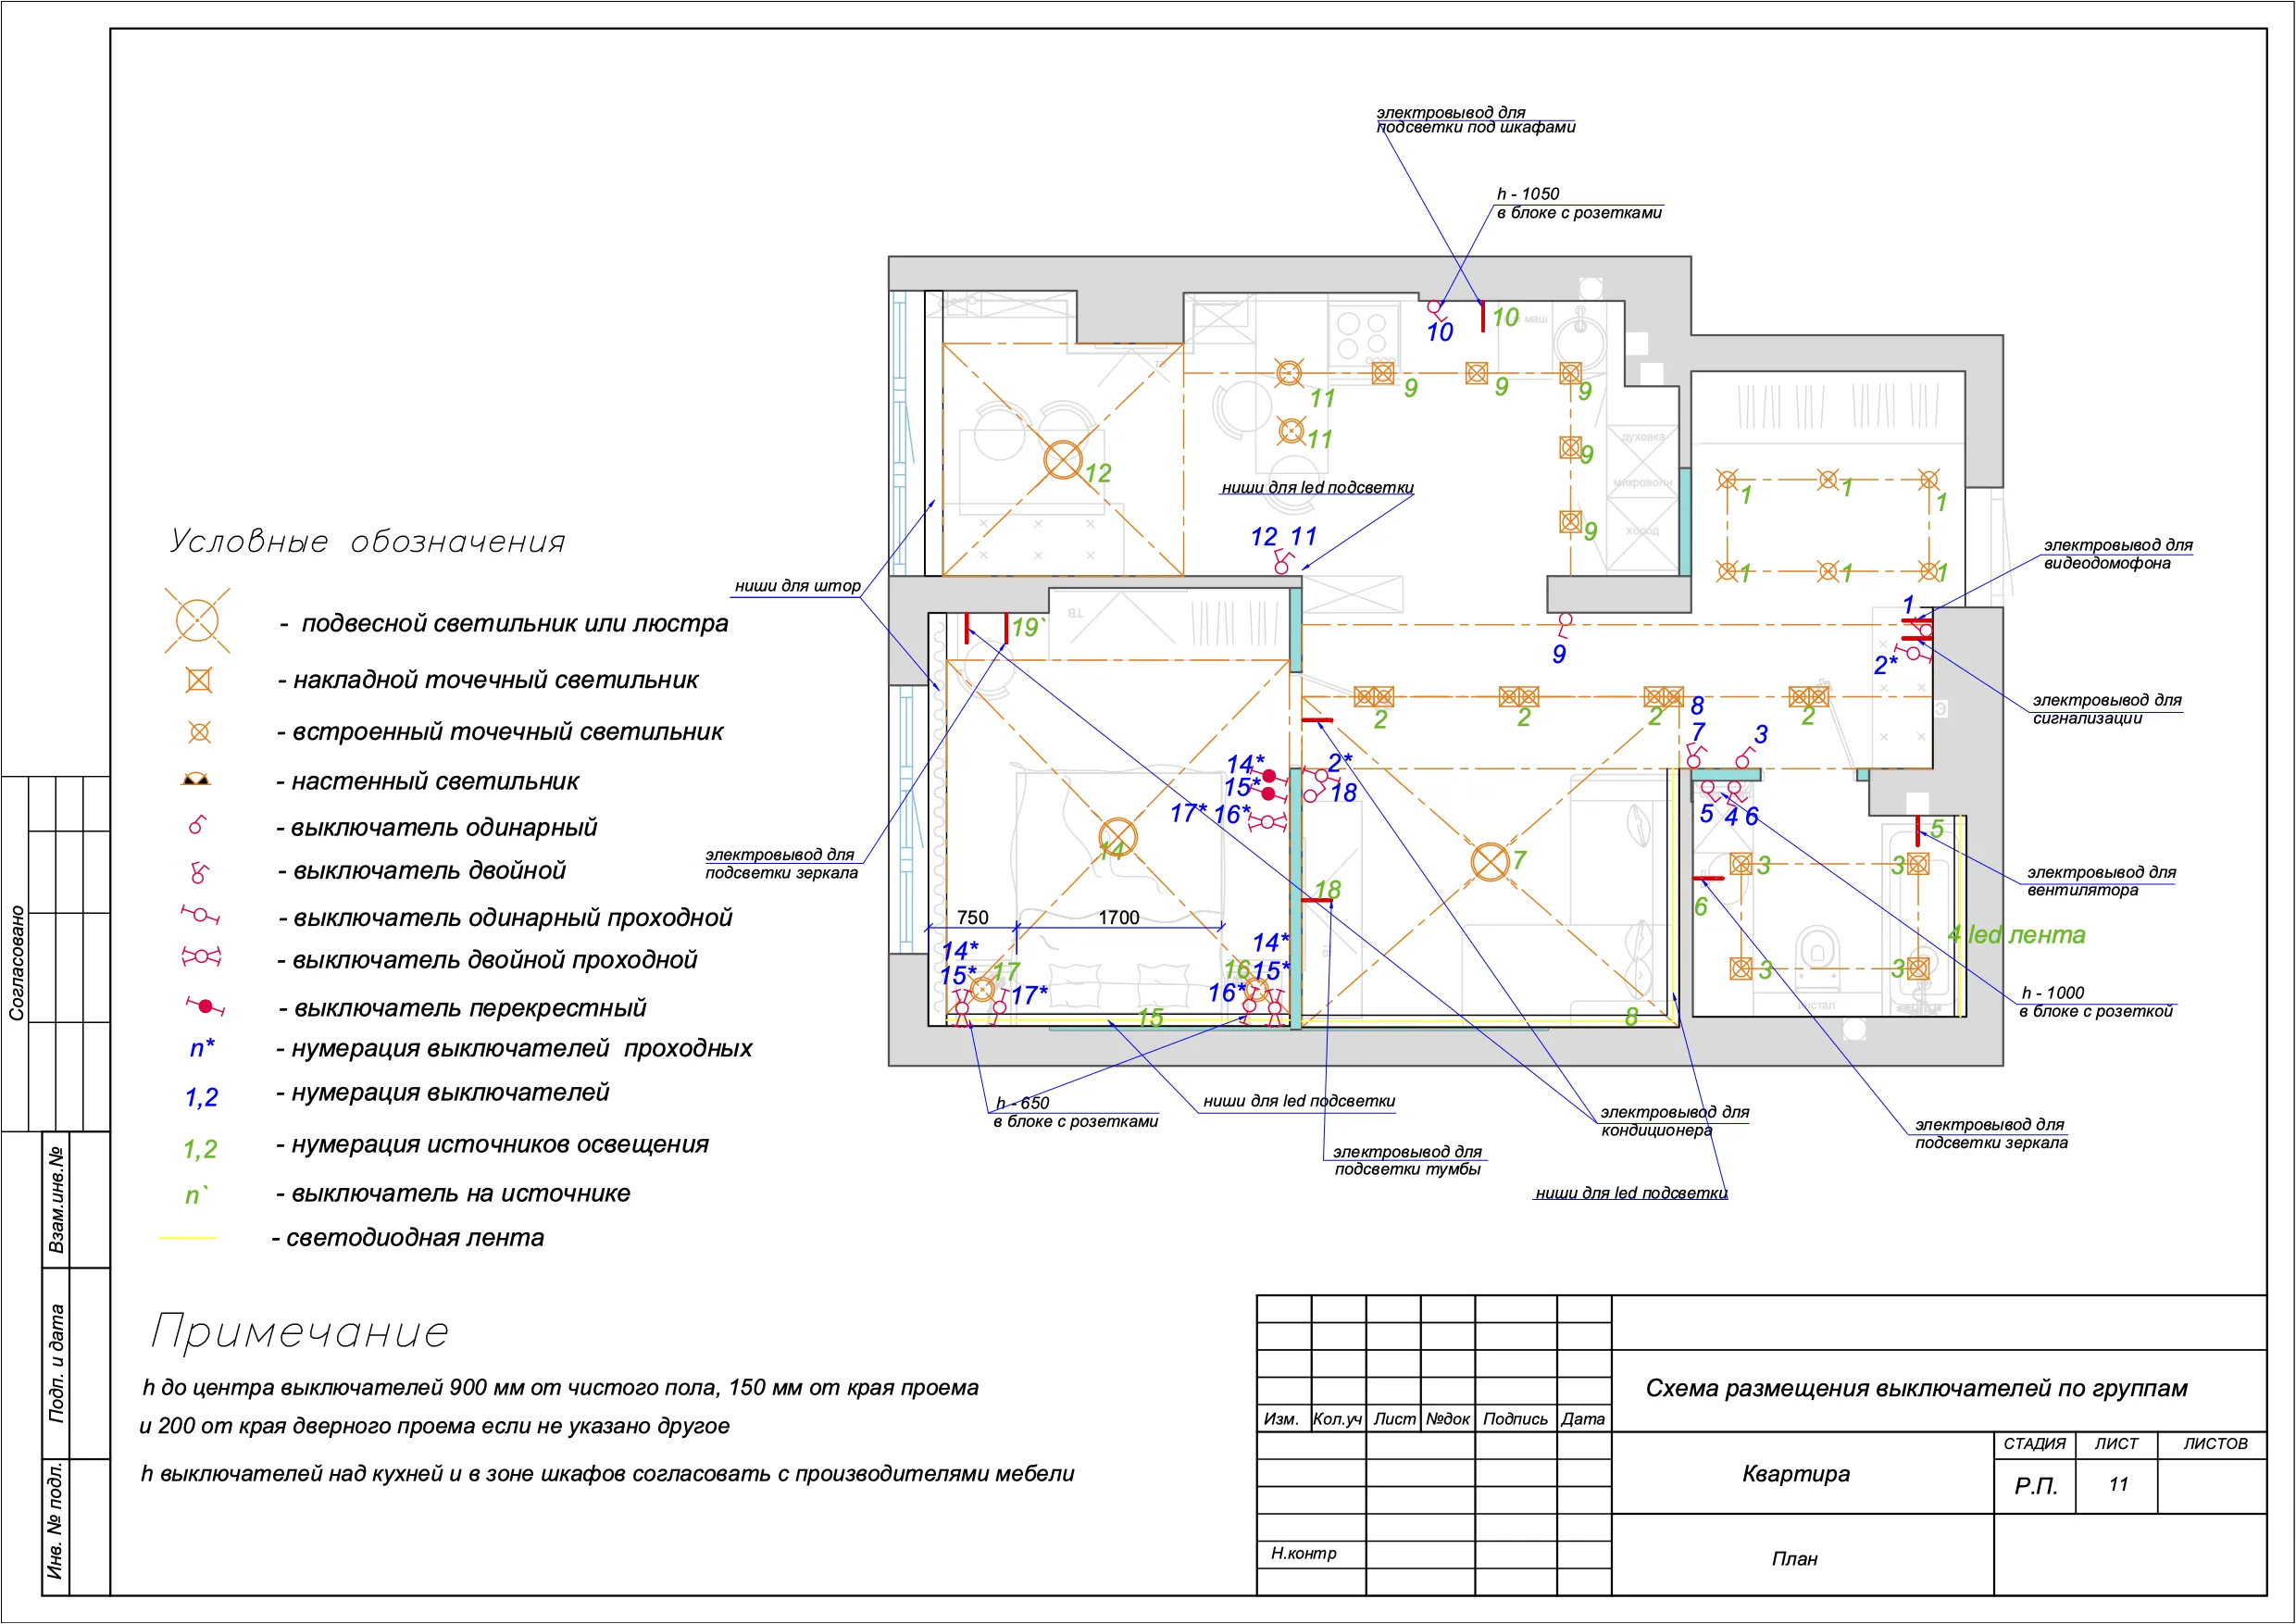 электровывод для
подсветки под шкафами
h - 1050
в блоке с розетками
10
10
маш
ТВ
11
9
9
9
11
12
9
духовка
микроволн
ниши для led подсветки
9
холод
12 11
1
1
1
1
1
1
электровывод для
видеодомофона
ниши для штор
1
19`
ТВ
9
2*
электровывод для
сигнализации
Э
2
2
2
2
8
7
3
14*
15*
17* 16*
2*
18
5 4 6
5
14
7
3
3
18
6
электровывод для
подсветки зеркала
электровывод для
вентилятора
750
1700
14*
15*
17
17*
14*
16
15*
16*
3
3
4 led лента
инстал
15
8
h - 1000
в блоке с розеткой
h - 650
в блоке с розетками
ниши для led подсветки
электровывод для
кондиционера
электровывод для
подсветки зеркала
электровывод для
подсветки тумбы
ниши для led подсветки
Условные обозначения
- подвесной светильник или люстра
- накладной точечный светильник
- встроенный точечный светильник
- настенный светильник
- выключатель одинарный
- выключатель двойной
- выключатель одинарный проходной
- выключатель двойной проходной
- выключатель перекрестный
n* - нумерация выключателей проходных
1,2 - нумерация выключателей
1,2 - нумерация источников освещения
n` - выключатель на источнике
- светодиодная лента
Примечание
h до центра выключателей 900 мм от чистого пола, 150 мм от края проема
и 200 от края дверного проема если не указано другое
h выключателей над кухней и в зоне шкафов согласовать с производителями мебели
Согласовано
Взам.инв.№
Подп. и дата
Инв. № подл.
Изм. Кол.уч Лист №док Подпись Дата
Н.контр
Схема размещения выключателей по группам
Квартира
СТАДИЯ ЛИСТ ЛИСТОВ
Р.П. 11
План